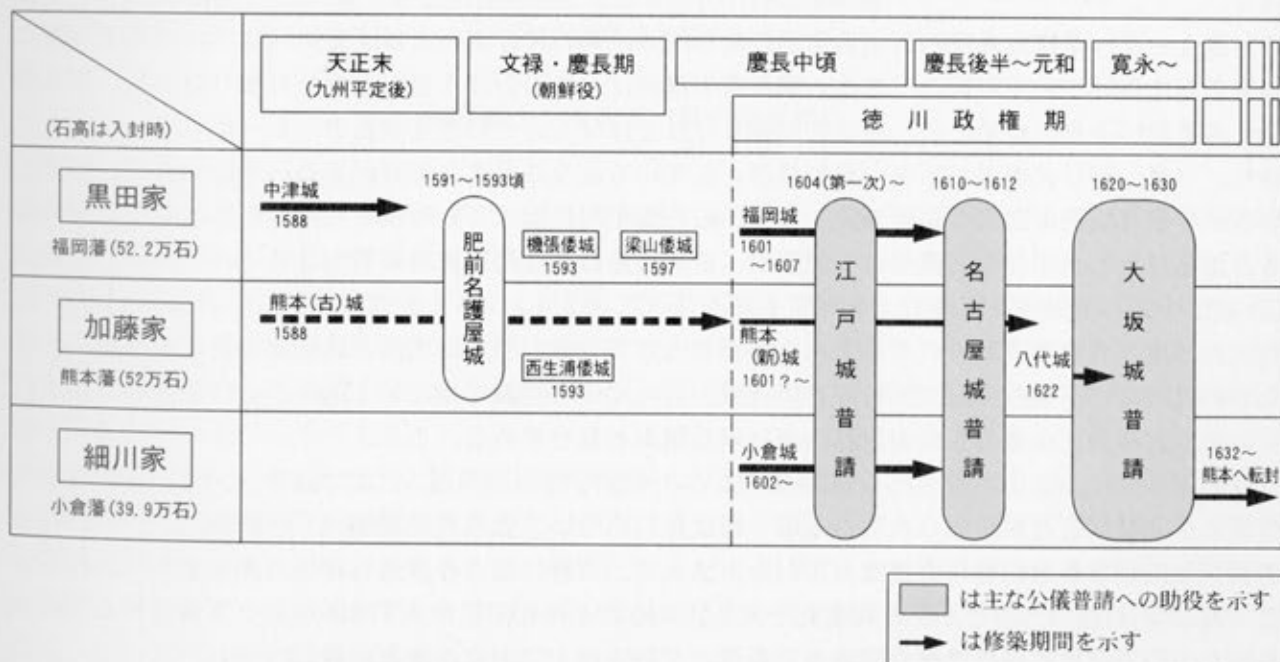 天正末
(九州平定後)
文禄・慶長期
(朝鮮役)
慶長中頃
慶長後半～元和
寛永～
徳川政権期
(石高は入封時)
黒田家
福岡藩(52.2万石)
中津城
1588
1591～1593頃
肥前名護屋城
機張倭城
1593
梁山倭城
1597
福岡城
1601
～1607
1604(第一次)～
江戸城普請
1610～1612
名古屋城普請
1620～1630
大坂城普請
加藤家
熊本藩(52万石)
熊本(古)城
1588
西生浦倭城
1593
熊本
(新)城
1601？～
八代城
1622
細川家
小倉藩(39.9万石)
小倉城
1602～
1632～
熊本へ転封
は主な公儀普請への助役を示す
は修築期間を示す